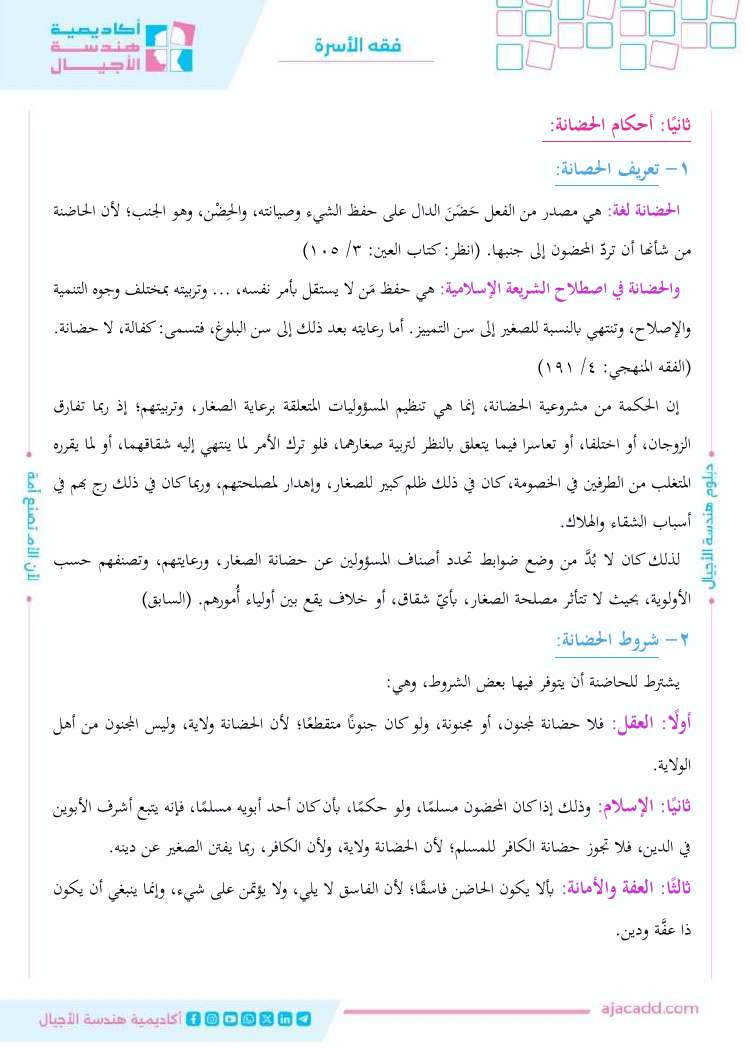 أكاديمية
هندسة
الأجيال
فقه الأسرة
ثانيًا: أحكام الحضانة:
١- تعريف الحصانة:
الحضانة لغة: هي مصدر من الفعل حَضَنَ الدال على حفظ الشيء وصيانته، والحِضْن، وهو الجنب؛ لأن الحاضنة
من شأنها أن تردّ المحضون إلى جنبها. (انظر: كتاب العين: ٣/ ١٠٥)
والحضانة في اصطلاح الشريعة الإسلامية: هي حفظ مَن لا يستقل بأمر نفسه، ... وتربيته بمختلف وجوه التنمية
والإصلاح، وتنتهي بالنسبة للصغير إلى سن التمييز. أما رعايته بعد ذلك إلى سن البلوغ، فتسمى: كفالة، لا حضانة.
(الفقه المنهجي: ٤/ ١٩١)
إن الحكمة من مشروعية الحضانة، إنما هي تنظيم المسؤوليات المتعلقة برعاية الصغار، وتربيتهم؛ إذ ربما تفارق
الزوجان، أو اختلفا، أو تعاسرا فيما يتعلق بالنظر لتربية صغارهما، فلو ترك الأمر لما ينتهي إليه شقاقهما، أو لما يقرره
المتغلب من الطرفين في الخصومة، كان في ذلك ظلم كبير للصغار، وإهدار لمصلحتهم، وربما كان في ذلك رج بهم في
أسباب الشقاء والهلاك.
لذلك كان لا بُدَّ من وضع ضوابط تحدد أصناف المسؤولين عن حضانة الصغار، ورعايتهم، وتصنفهم حسب
الأولوية، بحيث لا تتأثر مصلحة الصغار، بأيّ شقاق، أو خلاف يقع بين أولياء أُمورهم. (السابق)
٢- شروط الحضانة:
يشترط للحاضنة أن يتوفر فيها بعض الشروط، وهي:
أولًا: العقل: فلا حضانة لمجنون، أو مجنونة، ولو كان جنونًا متقطعًا؛ لأن الحضانة ولاية، وليس المجنون من أهل
الولاية.
ثانيًا: الإسلام: وذلك إذا كان المحضون مسلمًا، ولو حكمًا، بأن كان أحد أبويه مسلمًا، فإنه يتبع أشرف الأبوين
في الدين، فلا تجوز حضانة الكافر للمسلم؛ لأن الحضانة ولاية، ولأن الكافر، ربما يفتن الصغير عن دينه.
ثالثًا: العفة والأمانة: بألا يكون الحاضن فاسقًا؛ لأن الفاسق لا يلي، ولا يؤتمن على شيء، وإنما ينبغي أن يكون
ذا عفَّة ودين.
دبلوم هندسة الأجيال
لأن الأم تصنع أمة
أكاديمية هندسة الأجيال
ajacadd.com